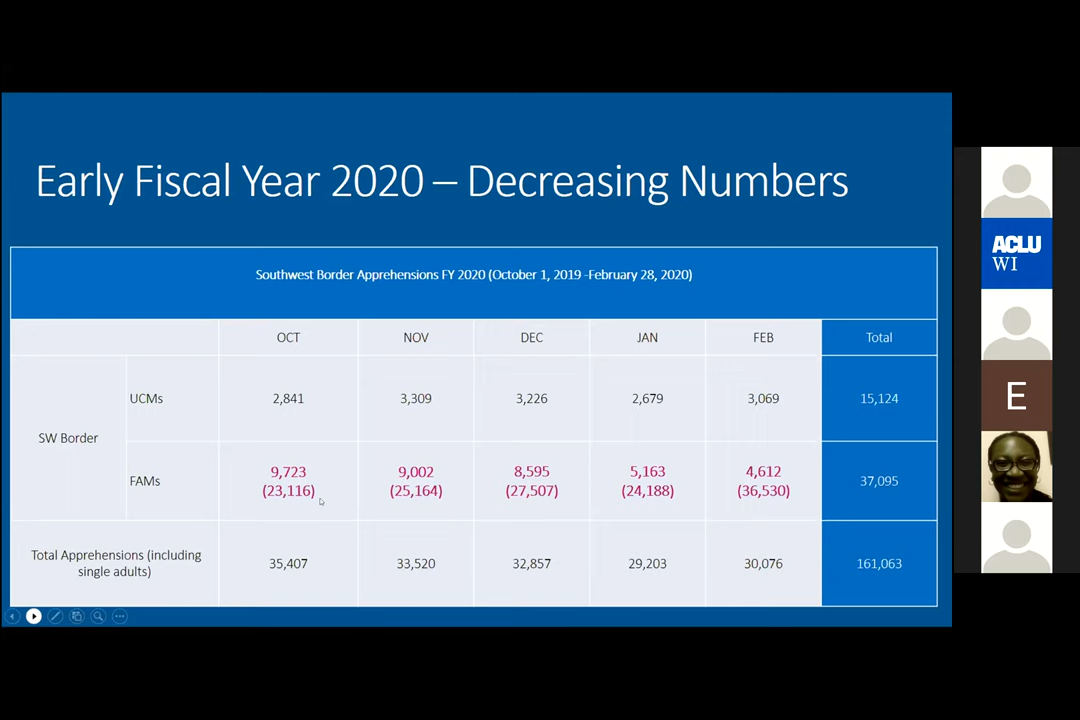 Early Fiscal Year 2020 – Decreasing Numbers
Southwest Border Apprehensions FY 2020 (October 1, 2019 -February 28, 2020)
OCT NOV DEC JAN FEB Total
SW Border
UCMs 2,841 3,309 3,226 2,679 3,069 15,124
FAMs 9,723 9,002 8,595 5,163 4,612 37,095
(23,116) (25,164) (27,507) (24,188) (36,530)
Total Apprehensions (including
single adults) 35,407 33,520 32,857 29,203 30,076 161,063
ACLU
WI
E